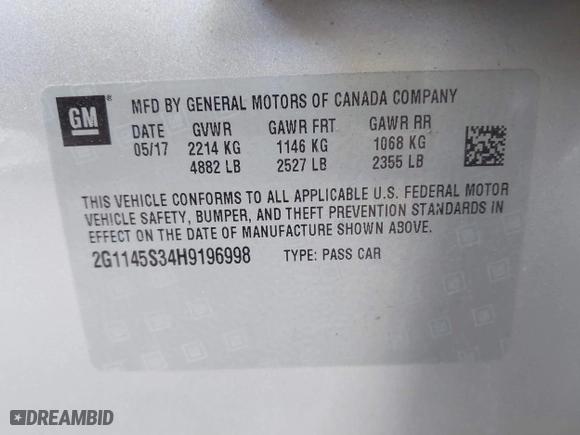 GM ®
MFD BY GENERAL MOTORS OF CANADA COMPANY
DATE GVWR GAWR FRT GAWR RR
05/17 2214 KG 1146 KG 1068 KG
4882 LB 2527 LB 2355 LB
THIS VEHICLE CONFORMS TO ALL APPLICABLE U.S. FEDERAL MOTOR
VEHICLE SAFETY, BUMPER, AND THEFT PREVENTION STANDARDS IN
EFFECT ON THE DATE OF MANUFACTURE SHOWN ABOVE.
2G1145S34H9196998 TYPE: PASS CAR
DREAMBID